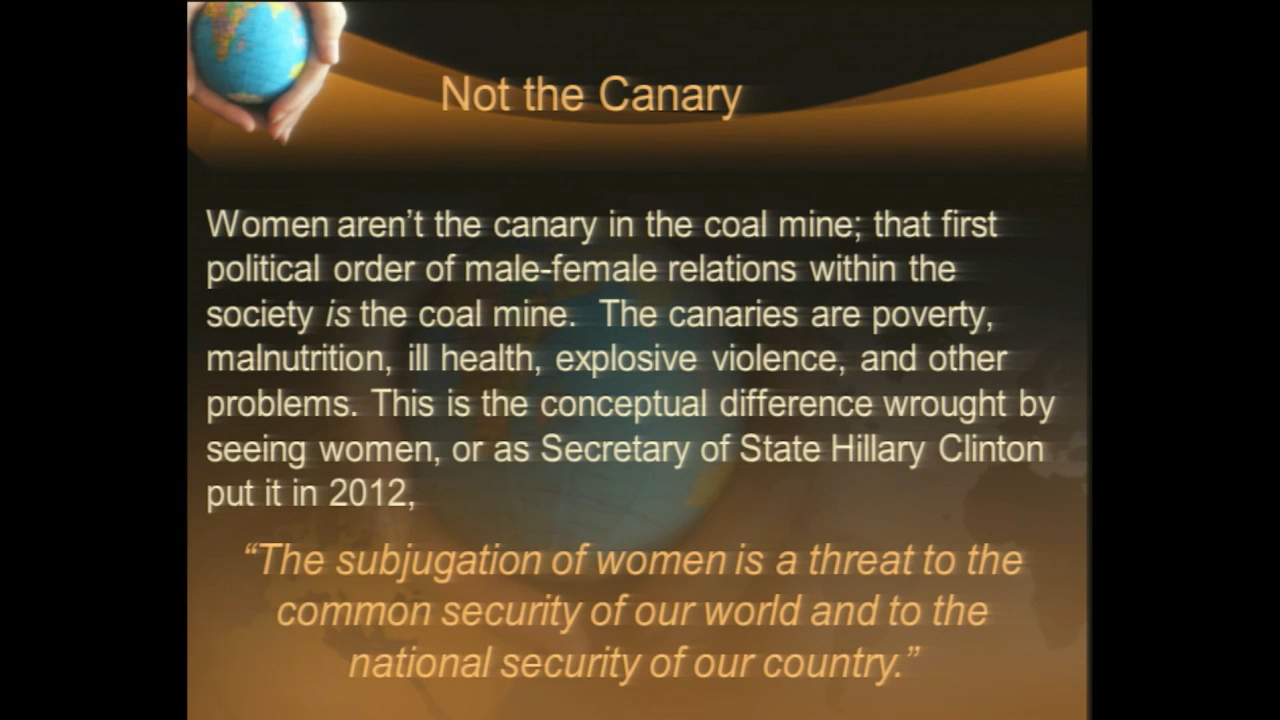 Not the Canary
Women aren’t the canary in the coal mine; that first
political order of male-female relations within the
society is the coal mine.  The canaries are poverty,
malnutrition, ill health, explosive violence, and other
problems. This is the conceptual difference wrought by
seeing women, or as Secretary of State Hillary Clinton
put it in 2012,
“The subjugation of women is a threat to the
common security of our world and to the
national security of our country.”